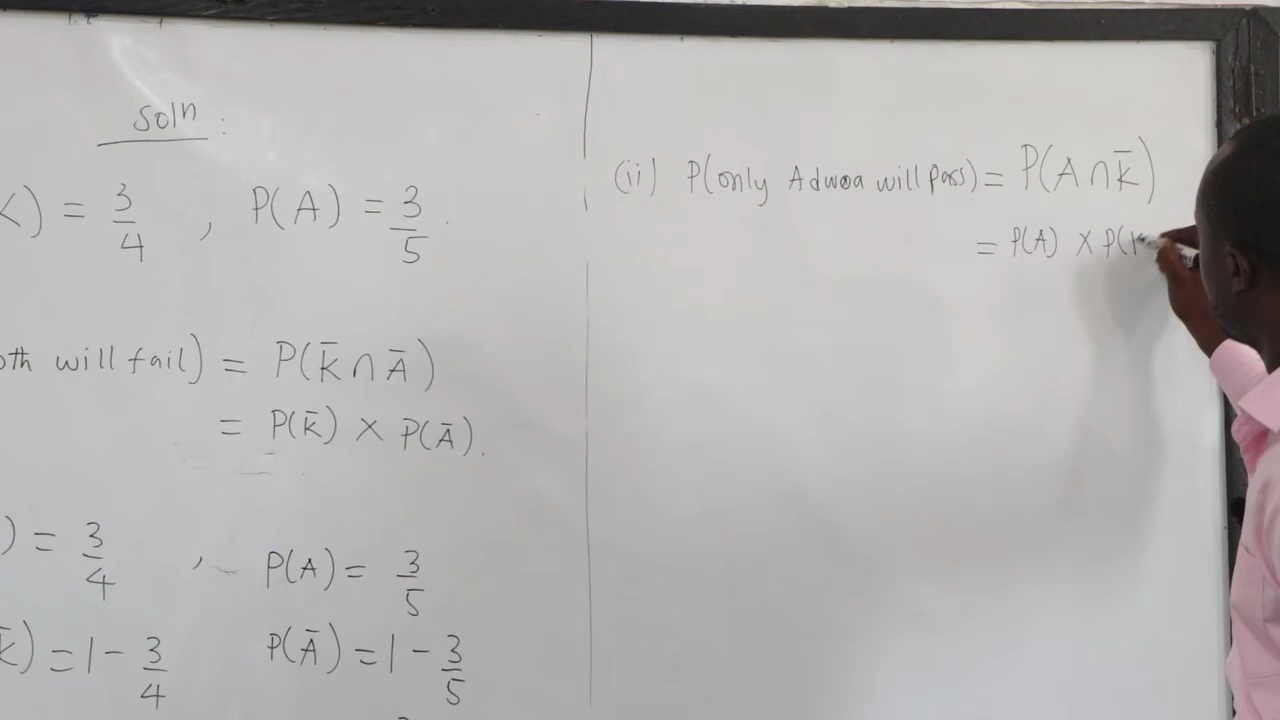 Soln :
K) = 3/4 , P(A) = 3/5 .
oth will fail) = P(K̄ ∩ Ā)
= P(K̄) × P(Ā).
) = 3/4 , P(A) = 3/5
K̄) = 1 - 3/4 P(Ā) = 1 - 3/5
(ii) P(only Adwoa will pass) = P(A ∩ K̄)
= P(A) × P(K